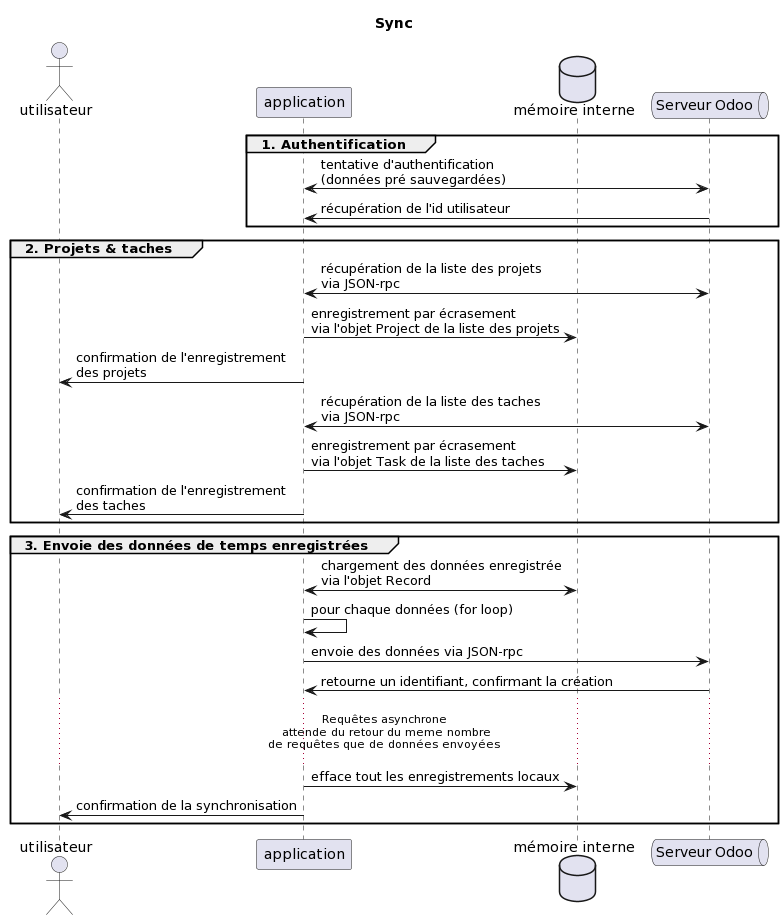 Sync
utilisateur
application
mémoire interne
Serveur Odoo
1. Authentification
tentative d'authentification
(données pré sauvegardées)
récupération de l'id utilisateur
2. Projets & taches
récupération de la liste des projets
via JSON-rpc
enregistrement par écrasement
via l'objet Project de la liste des projets
confirmation de l'enregistrement
des projets
récupération de la liste des taches
via JSON-rpc
enregistrement par écrasement
via l'objet Task de la liste des taches
confirmation de l'enregistrement
des taches
3. Envoie des données de temps enregistrées
chargement des données enregistrée
via l'objet Record
pour chaque données (for loop)
envoie des données via JSON-rpc
retourne un identifiant, confirmant la création
Requêtes asynchrone
attende du retour du meme nombre
de requêtes que de données envoyées
efface tout les enregistrements locaux
confirmation de la synchronisation
utilisateur
application
mémoire interne
Serveur Odoo